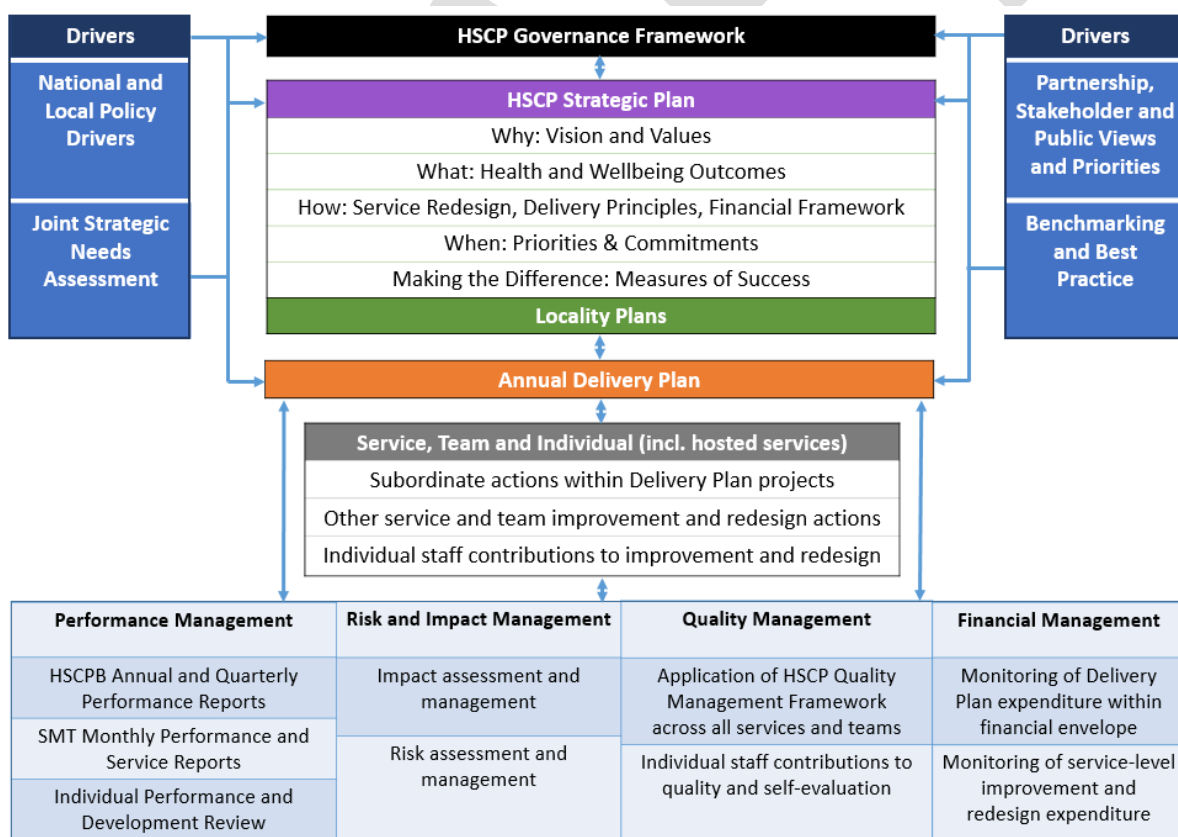 Drivers
National and
Local Policy
Drivers
Joint Strategic
Needs
Assessment
HSCP Governance Framework
HSCP Strategic Plan
Why: Vision and Values
What: Health and Wellbeing Outcomes
How: Service Redesign, Delivery Principles, Financial Framework
When: Priorities & Commitments
Making the Difference: Measures of Success
Locality Plans
Annual Delivery Plan
Drivers
Partnership,
Stakeholder and
Public Views
and Priorities
Benchmarking
and Best
Practice
Service, Team and Individual (incl. hosted services)
Subordinate actions within Delivery Plan projects
Other service and team improvement and redesign actions
Individual staff contributions to improvement and redesign
Performance Management
HSCPB Annual and Quarterly
Performance Reports
SMT Monthly Performance and
Service Reports
Individual Performance and
Development Review
Risk and Impact Management
Impact assessment and
management
Risk assessment and
management
Quality Management
Application of HSCP Quality
Management Framework
across all services and teams
Individual staff contributions to
quality and self-evaluation
Financial Management
Monitoring of Delivery
Plan expenditure within
financial envelope
Monitoring of service-level
improvement and
redesign expenditure